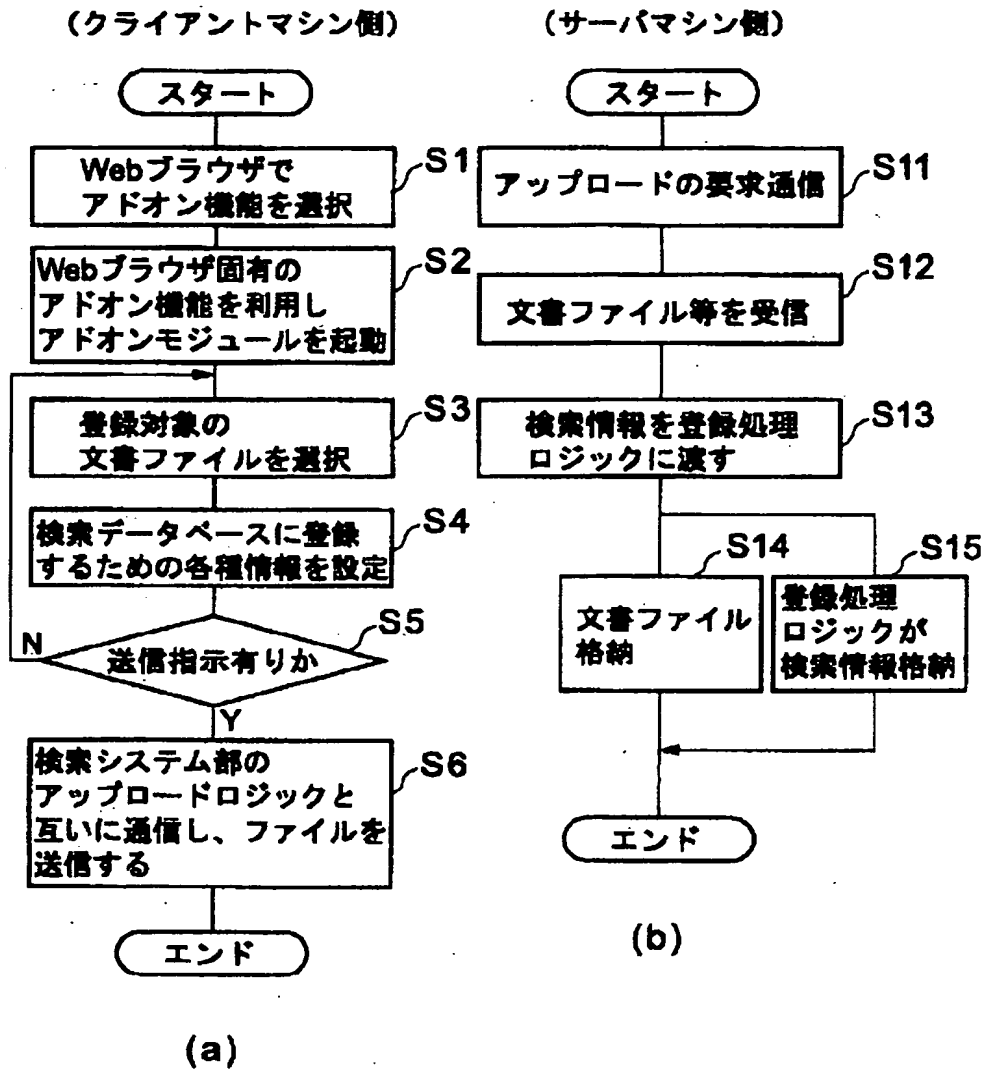 (クライアントマシン側)
スタート
Webブラウザで
アドオン機能を選択
S1
Webブラウザ固有の
アドオン機能を利用し
アドオンモジュールを起動
S2
登録対象の
文書ファイルを選択
S3
検索データベースに登録
するための各種情報を設定
S4
送信指示有りか
S5
N
Y
検索システム部の
アップロードロジックと
互いに通信し、ファイルを
送信する
S6
エンド
(a)
(サーバマシン側)
スタート
アップロードの要求通信
S11
文書ファイル等を受信
S12
検索情報を登録処理
ロジックに渡す
S13
文書ファイル
格納
S14
登録処理
ロジックが
検索情報格納
S15
エンド
(b)